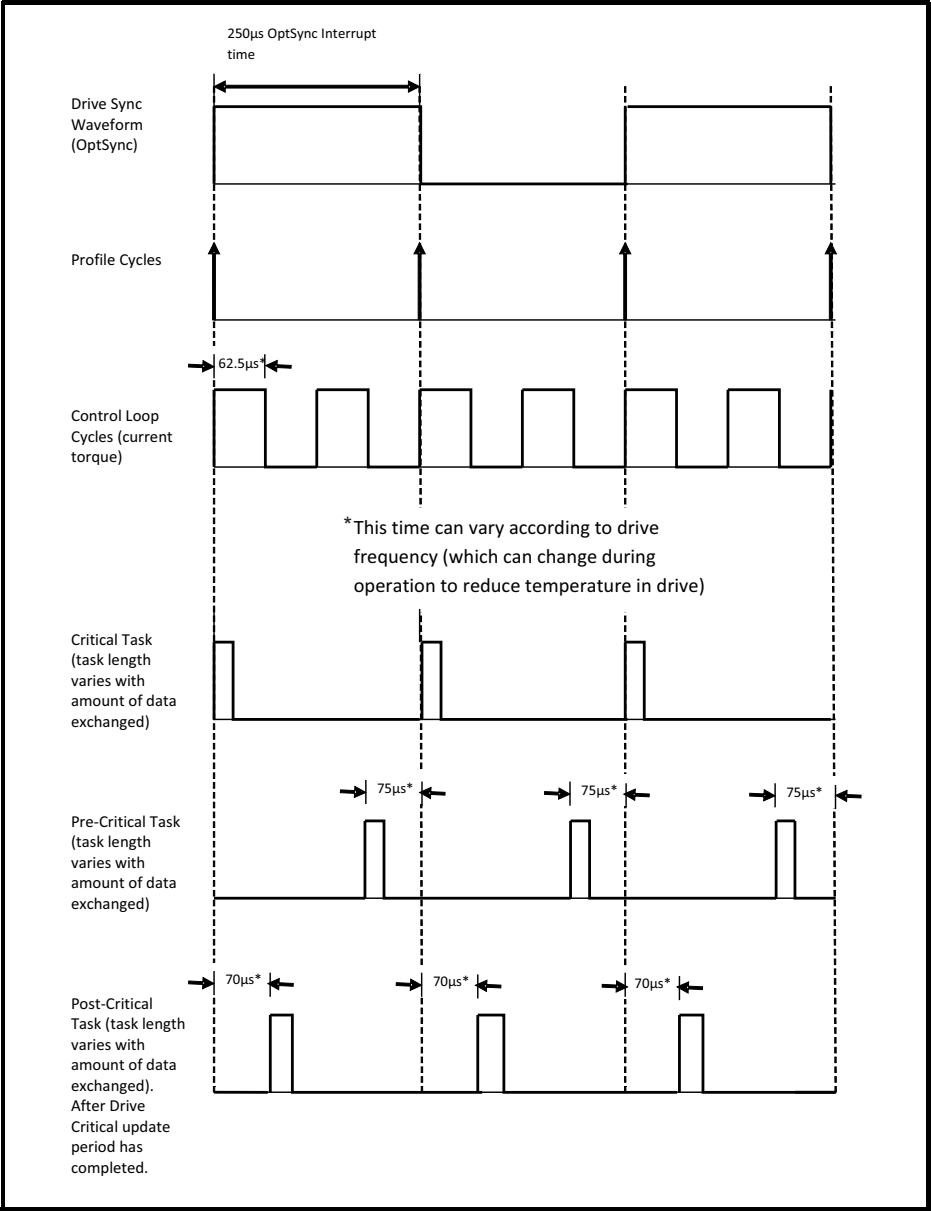 250µs OptSync Interrupt
time
Drive Sync
Waveform
(OptSync)
Profile Cycles
62.5µs*
Control Loop
Cycles (current
torque)
*This time can vary according to drive
frequency (which can change during
operation to reduce temperature in drive)
Critical Task
(task length
varies with
amount of data
exchanged)
75µs*
75µs*
75µs*
Pre-Critical Task
(task length
varies with
amount of data
exchanged)
70µs*
70µs*
70µs*
Post-Critical
Task (task length
varies with
amount of data
exchanged).
After Drive
Critical update
period has
completed.